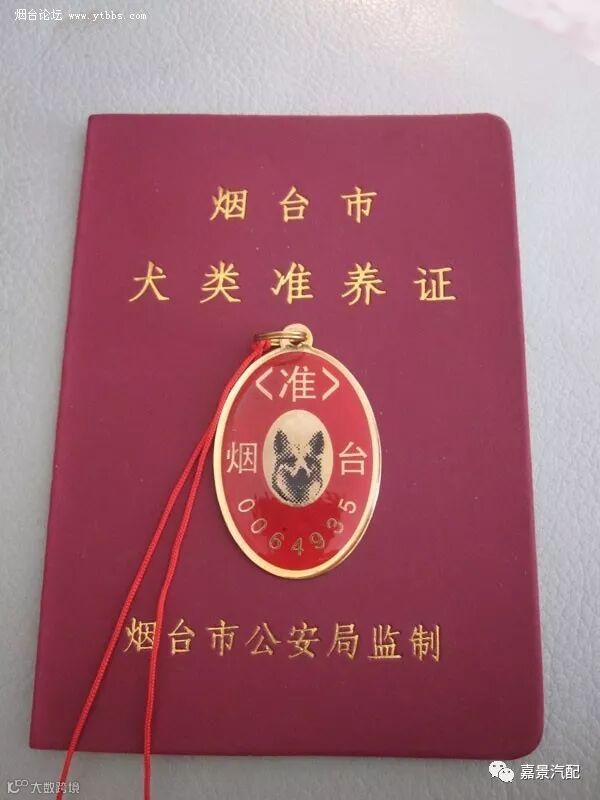 烟台论坛
www.ytbbs.com
烟台市
犬类准养证
<准>
烟 台
0064935
烟台市公安局监制
大数跨境
嘉景汽配